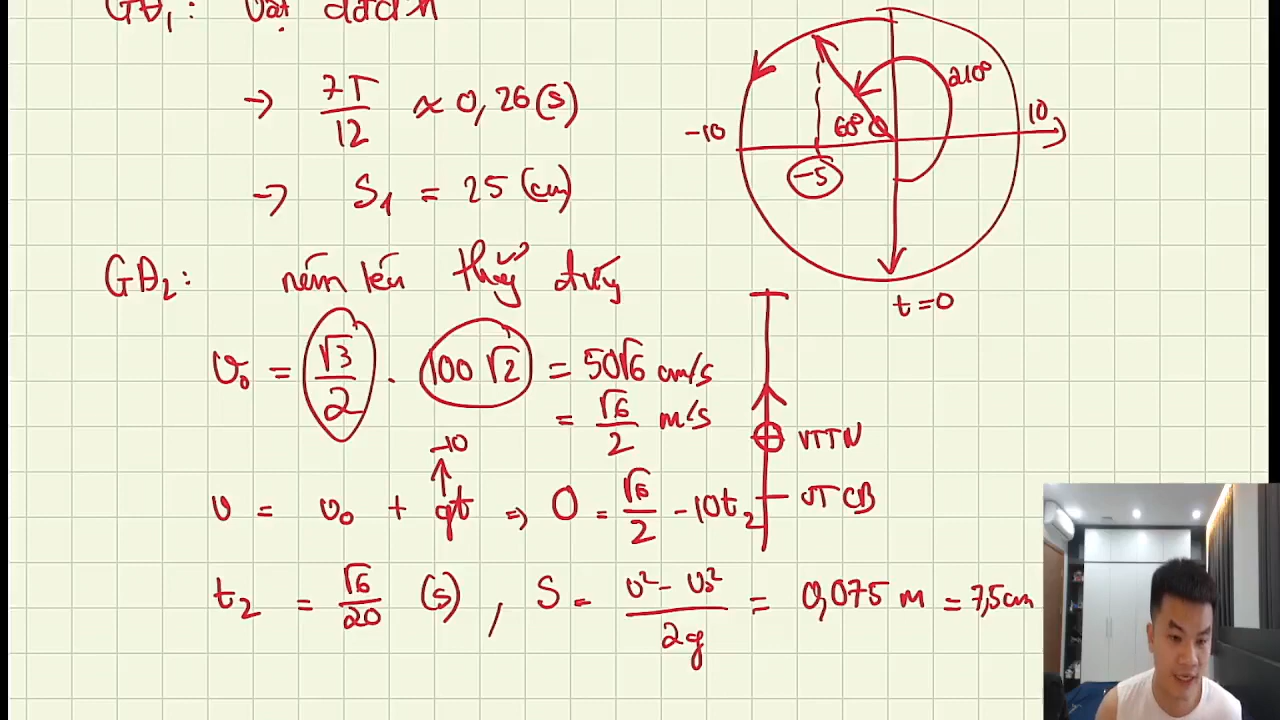 GĐ₁: Vật dđđh
→ 7T/12 ≈ 0,26 (s)
→ S₁ = 25 (cm)
210°
60° O
-10
10
-5
t = 0
GĐ₂: ném lên thẳng đứng
v₀ = √3/2 . 100√2 = 50√6 cm/s
= √6/2 m/s
-10
v = v₀ + gt ⇒ 0 = √6/2 - 10t₂
VTTN
VTCB
t₂ = √6/20 (s), S = (v² - v₀²)/2g = 0,075 m = 7,5cm